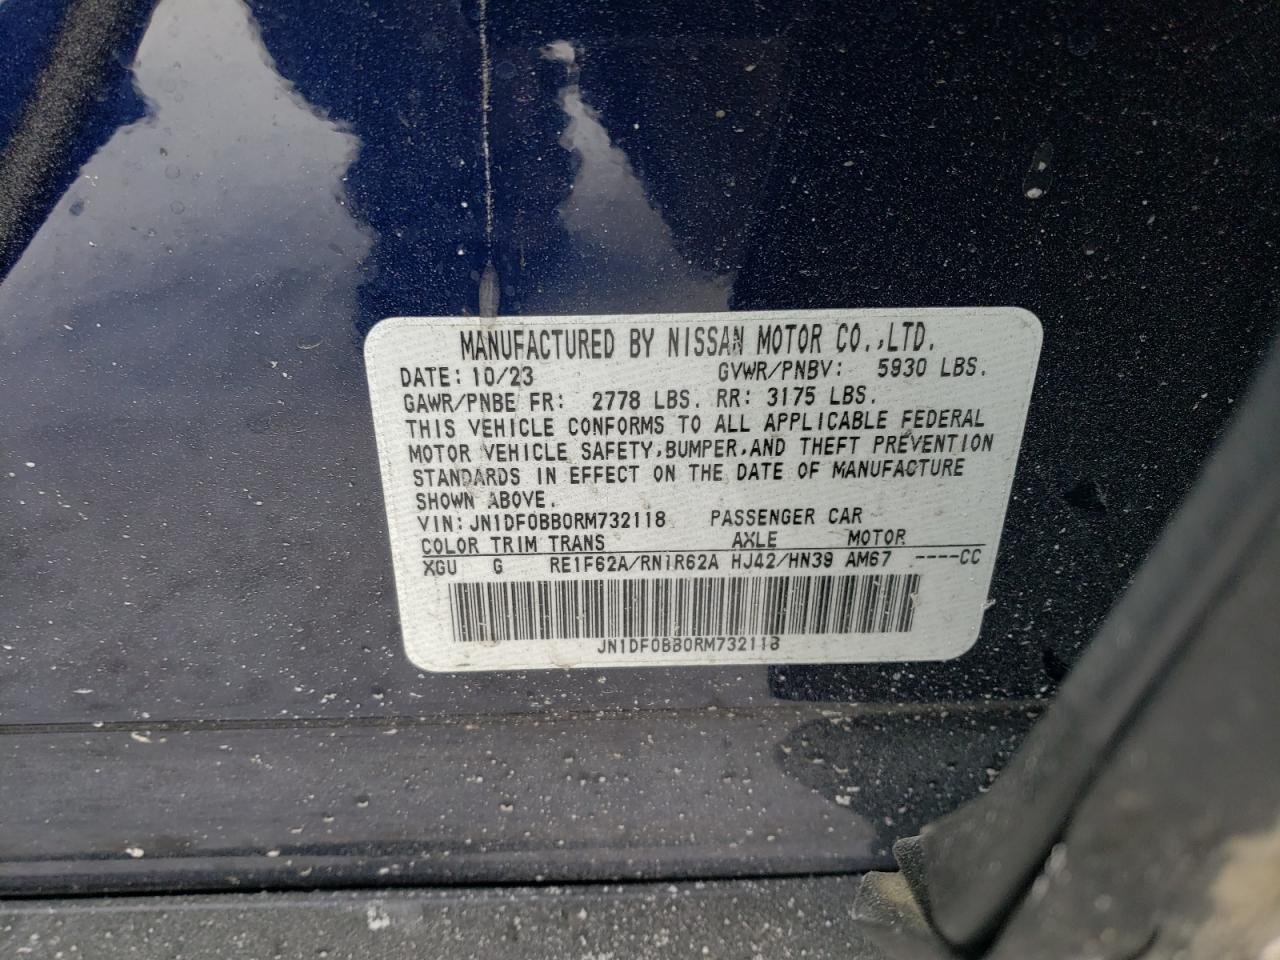 MANUFACTURED BY NISSAN MOTOR CO.,LTD.
DATE: 10/23 GVWR/PNBV: 5930 LBS.
GAWR/PNBE FR: 2778 LBS. RR: 3175 LBS.
THIS VEHICLE CONFORMS TO ALL APPLICABLE FEDERAL
MOTOR VEHICLE SAFETY,BUMPER,AND THEFT PREVENTION
STANDARDS IN EFFECT ON THE DATE OF MANUFACTURE
SHOWN ABOVE.
VIN: JN1DF0BB0RM732118 PASSENGER CAR
COLOR TRIM TRANS AXLE MOTOR
XGU G RE1F62A/RN1R62A HJ42/HN39 AM67 ----CC
JN1DF0BB0RM732118